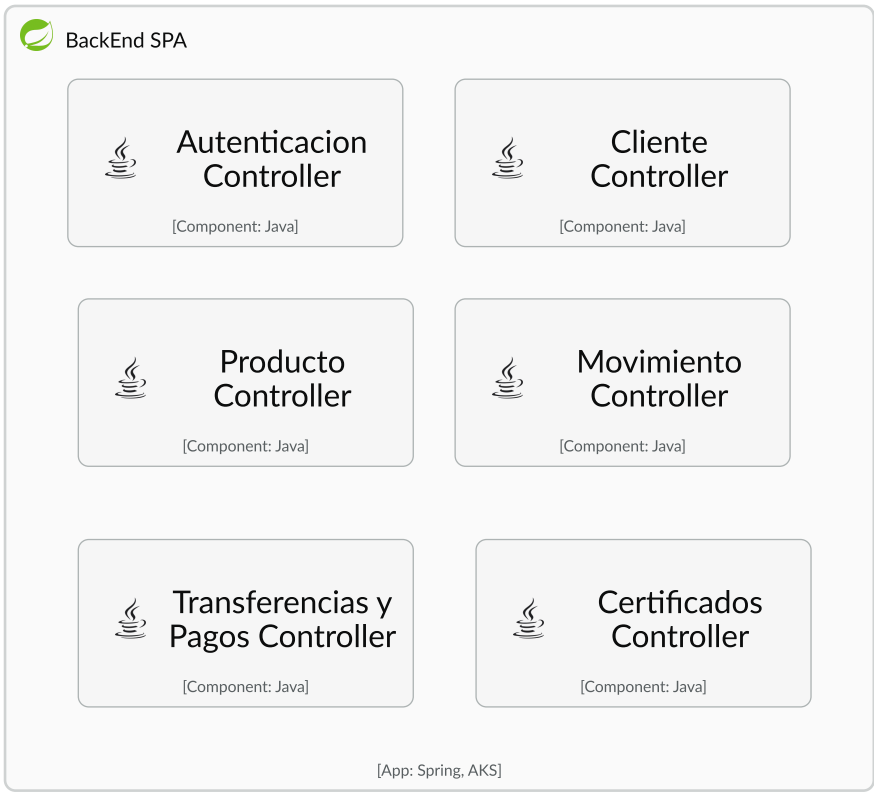 BackEnd SPA
Autenticacion
Controller
[Component: Java]
Cliente
Controller
[Component: Java]
Producto
Controller
[Component: Java]
Movimiento
Controller
[Component: Java]
Transferencias y
Pagos Controller
[Component: Java]
Certificados
Controller
[Component: Java]
[App: Spring, AKS]